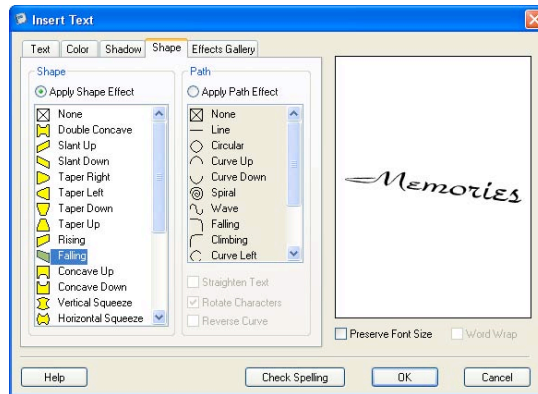 Insert Text
Text
Color
Shadow
Shape
Effects Gallery
Shape
Apply Shape Effect
None
Double Concave
Slant Up
Slant Down
Taper Right
Taper Left
Taper Down
Taper Up
Rising
Falling
Concave Up
Concave Down
Vertical Squeeze
Horizontal Squeeze
Path
Apply Path Effect
None
Line
Circular
Curve Up
Curve Down
Spiral
Wave
Falling
Climbing
Curve Left
Straighten Text
Rotate Characters
Reverse Curve
Memories
Preserve Font Size
Word Wrap
Help
Check Spelling
OK
Cancel